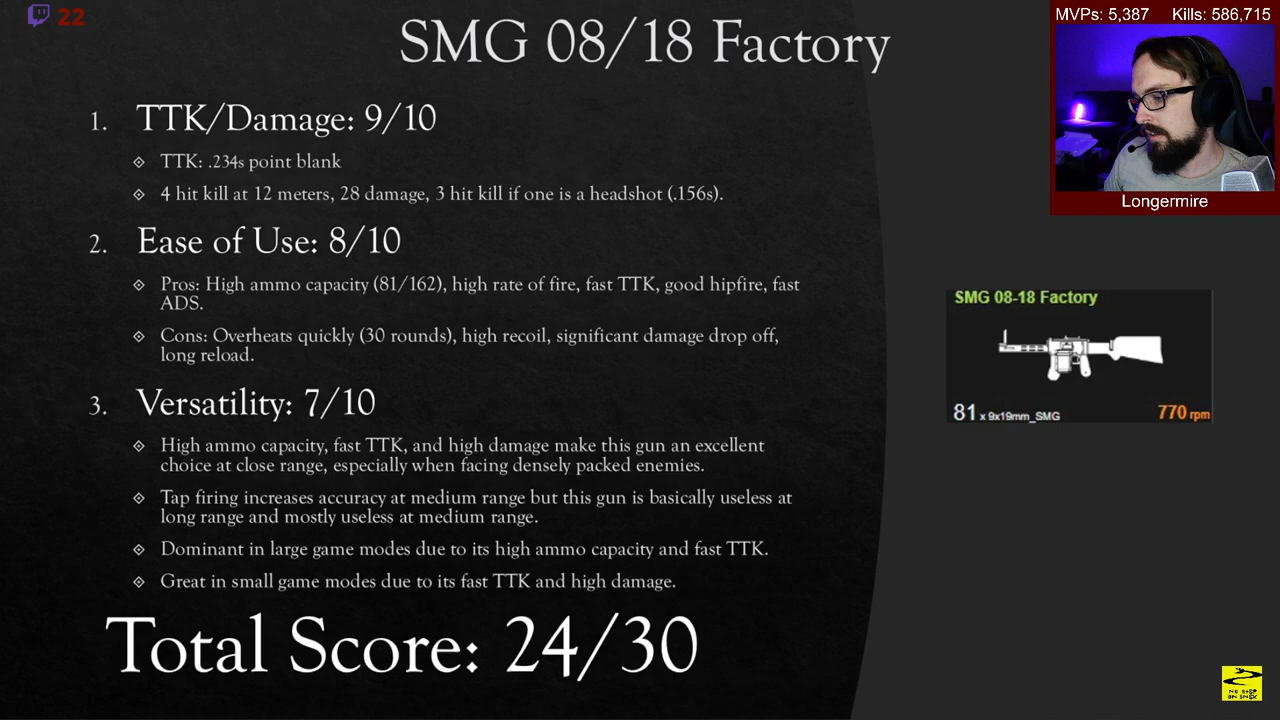 22
SMG 08/18 Factory
MVPs: 5,387 Kills: 586,715
Longermire
1. TTK/Damage: 9/10
TTK: .234s point blank
4 hit kill at 12 meters, 28 damage, 3 hit kill if one is a headshot (.156s).
2. Ease of Use: 8/10
Pros: High ammo capacity (81/162), high rate of fire, fast TTK, good hipfire, fast
ADS.
Cons: Overheats quickly (30 rounds), high recoil, significant damage drop off,
long reload.
3. Versatility: 7/10
High ammo capacity, fast TTK, and high damage make this gun an excellent
choice at close range, especially when facing densely packed enemies.
Tap firing increases accuracy at medium range but this gun is basically useless at
long range and mostly useless at medium range.
Dominant in large game modes due to its high ammo capacity and fast TTK.
Great in small game modes due to its fast TTK and high damage.
Total Score: 24/30
SMG 08-18 Factory
81 x 9x19mm_SMG 770 rpm
NO STEP
ON SNEK